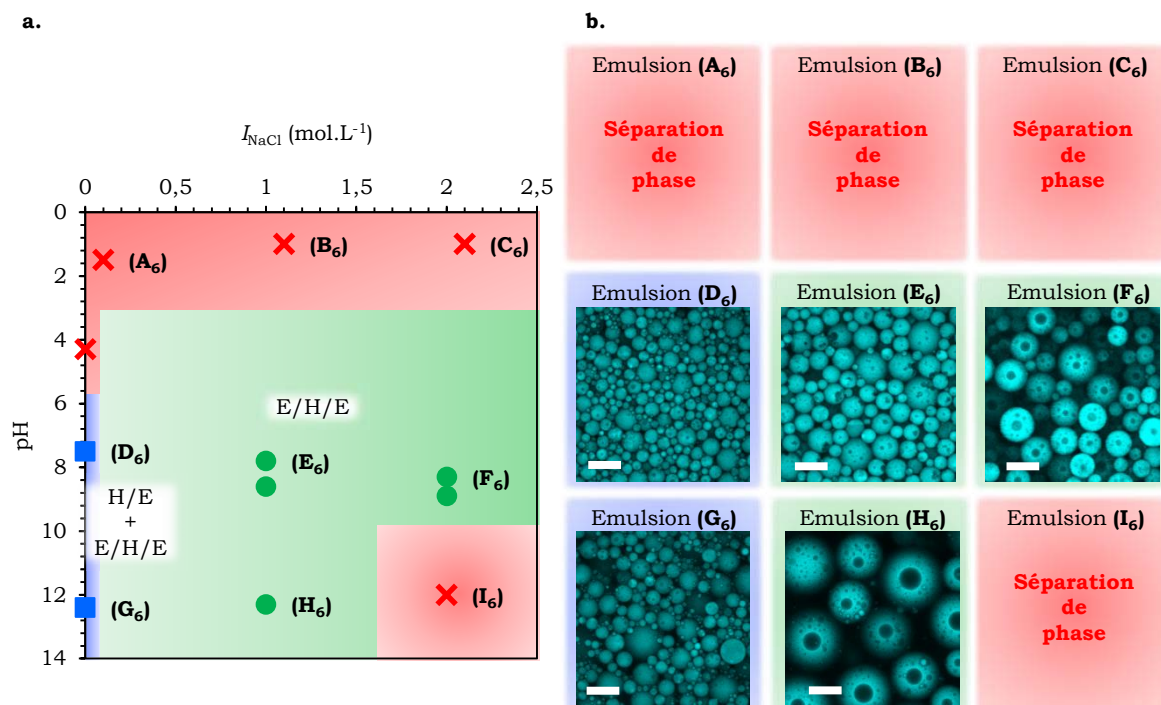 a.
I_NaCl (mol.L⁻¹)
0 0,5 1 1,5 2 2,5
0
2
4
6
8
10
12
14
pH
(A₆)
(B₆)
(C₆)
E/H/E
(D₆)
(E₆)
(F₆)
H/E
+
E/H/E
(G₆)
(H₆)
(I₆)
b.
Emulsion (A₆)
Séparation
de
phase
Emulsion (B₆)
Séparation
de
phase
Emulsion (C₆)
Séparation
de
phase
Emulsion (D₆)
Emulsion (E₆)
Emulsion (F₆)
Emulsion (G₆)
Emulsion (H₆)
Emulsion (I₆)
Séparation
de
phase